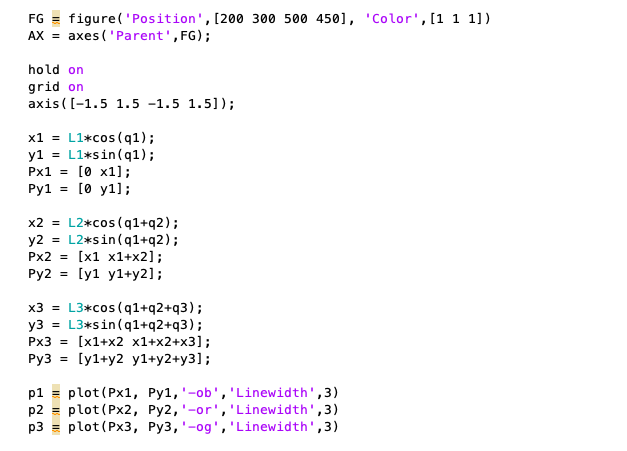 FG = figure('Position',[200 300 500 450], 'Color',[1 1 1])
AX = axes('Parent',FG);
hold on
grid on
axis([-1.5 1.5 -1.5 1.5]);
x1 = L1*cos(q1);
y1 = L1*sin(q1);
Px1 = [0 x1];
Py1 = [0 y1];
x2 = L2*cos(q1+q2);
y2 = L2*sin(q1+q2);
Px2 = [x1 x1+x2];
Py2 = [y1 y1+y2];
x3 = L3*cos(q1+q2+q3);
y3 = L3*sin(q1+q2+q3);
Px3 = [x1+x2 x1+x2+x3];
Py3 = [y1+y2 y1+y2+y3];
p1 = plot(Px1, Py1,'-ob','Linewidth',3)
p2 = plot(Px2, Py2,'-or','Linewidth',3)
p3 = plot(Px3, Py3,'-og','Linewidth',3)